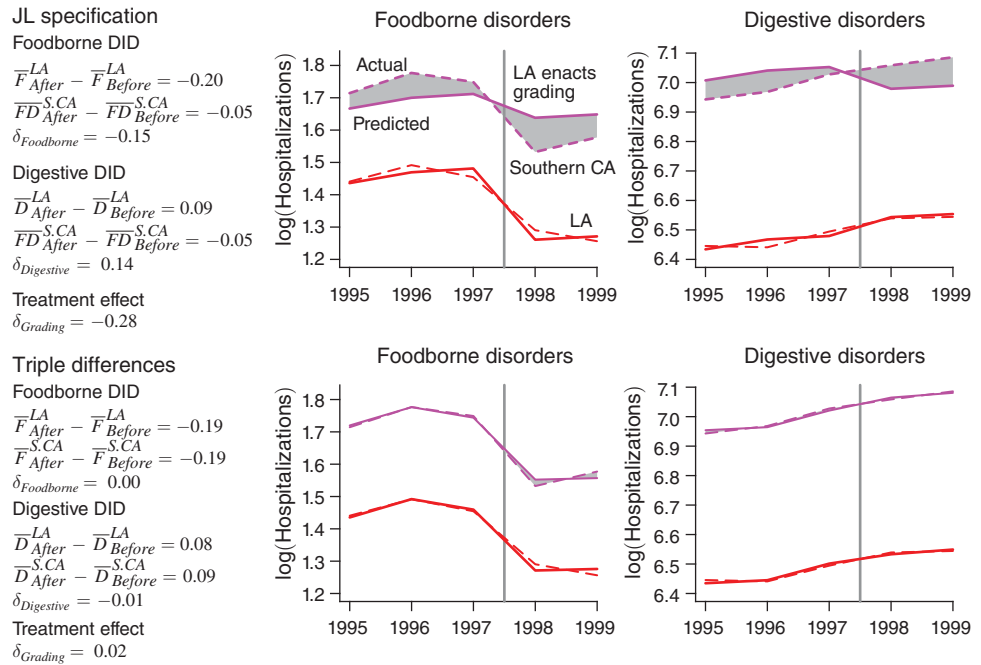 JL specification
Foodborne DID
F̅ᴸᴬ_After − F̅ᴸᴬ_Before = −0.20
F̅D̅ˢ·ᶜᴬ_After − F̅D̅ˢ·ᶜᴬ_Before = −0.05
δ_Foodborne = −0.15
Digestive DID
D̅ᴸᴬ_After − D̅ᴸᴬ_Before = 0.09
F̅D̅ˢ·ᶜᴬ_After − F̅D̅ˢ·ᶜᴬ_Before = −0.05
δ_Digestive = 0.14
Treatment effect
δ_Grading = −0.28
Foodborne disorders
log(Hospitalizations)
1.8
1.7
1.6
1.5
1.4
1.3
1.2
Actual
Predicted
LA enacts
grading
Southern CA
LA
1995 1996 1997 1998 1999
Digestive disorders
log(Hospitalizations)
7.1
7.0
6.9
6.8
6.7
6.6
6.5
6.4
1995 1996 1997 1998 1999
Triple differences
Foodborne DID
F̅ᴸᴬ_After − F̅ᴸᴬ_Before = −0.19
F̅ˢ·ᶜᴬ_After − F̅ˢ·ᶜᴬ_Before = −0.19
δ_Foodborne = 0.00
Digestive DID
D̅ᴸᴬ_After − D̅ᴸᴬ_Before = 0.08
D̅ˢ·ᶜᴬ_After − D̅ˢ·ᶜᴬ_Before = 0.09
δ_Digestive = −0.01
Treatment effect
δ_Grading = 0.02
Foodborne disorders
log(Hospitalizations)
1.8
1.7
1.6
1.5
1.4
1.3
1.2
1995 1996 1997 1998 1999
Digestive disorders
log(Hospitalizations)
7.1
7.0
6.9
6.8
6.7
6.6
6.5
6.4
1995 1996 1997 1998 1999